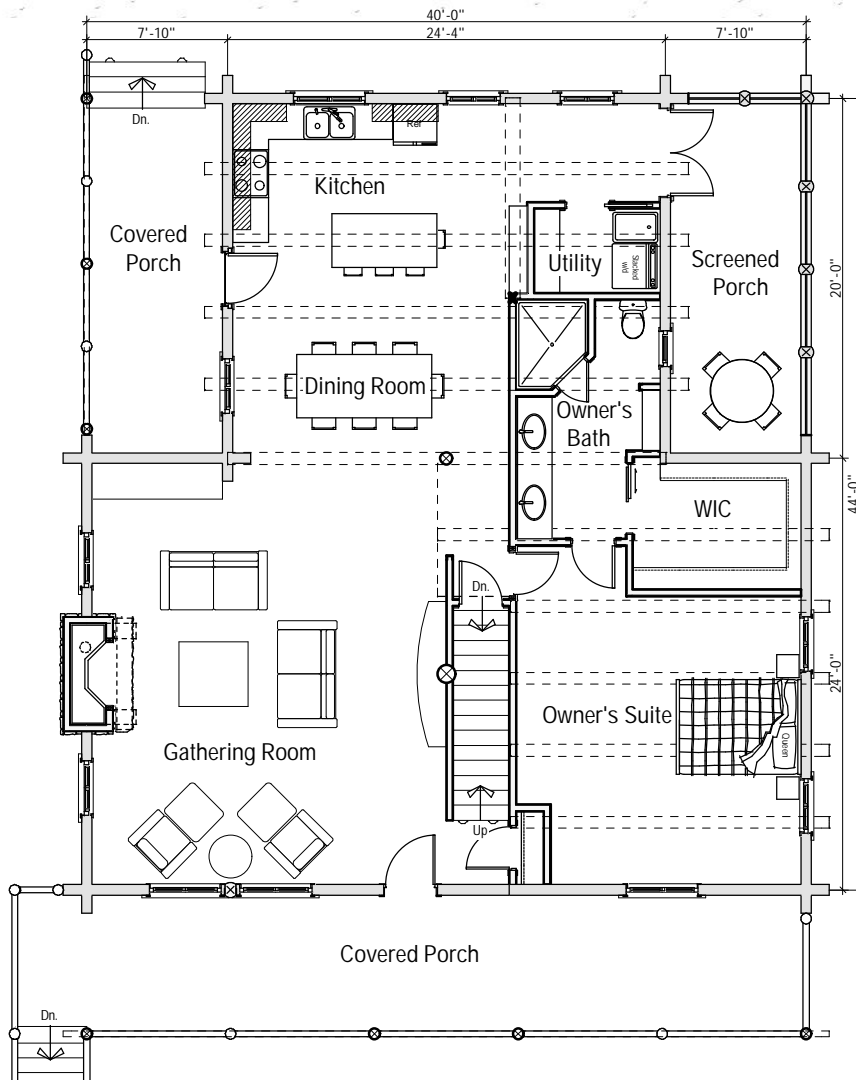 40'-0"
7'-10"
24'-4"
7'-10"
Dn.
Ref
Kitchen
Covered
Porch
Utility
Stacked
w/d
Screened
Porch
20'-0"
Dining Room
Owner's
Bath
WIC
44'-0"
Dn.
Owner's Suite
Queen
24'-0"
Gathering Room
Up
Covered Porch
Dn.